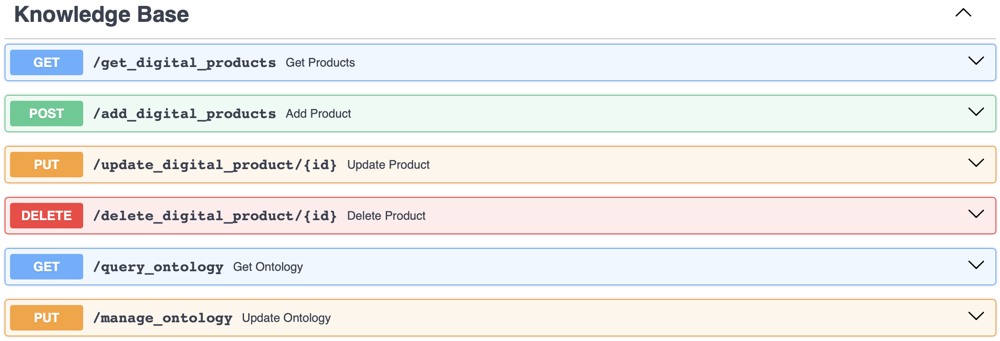 Knowledge Base
GET /get_digital_products Get Products
POST /add_digital_products Add Product
PUT /update_digital_product/{id} Update Product
DELETE /delete_digital_product/{id} Delete Product
GET /query_ontology Get Ontology
PUT /manage_ontology Update Ontology